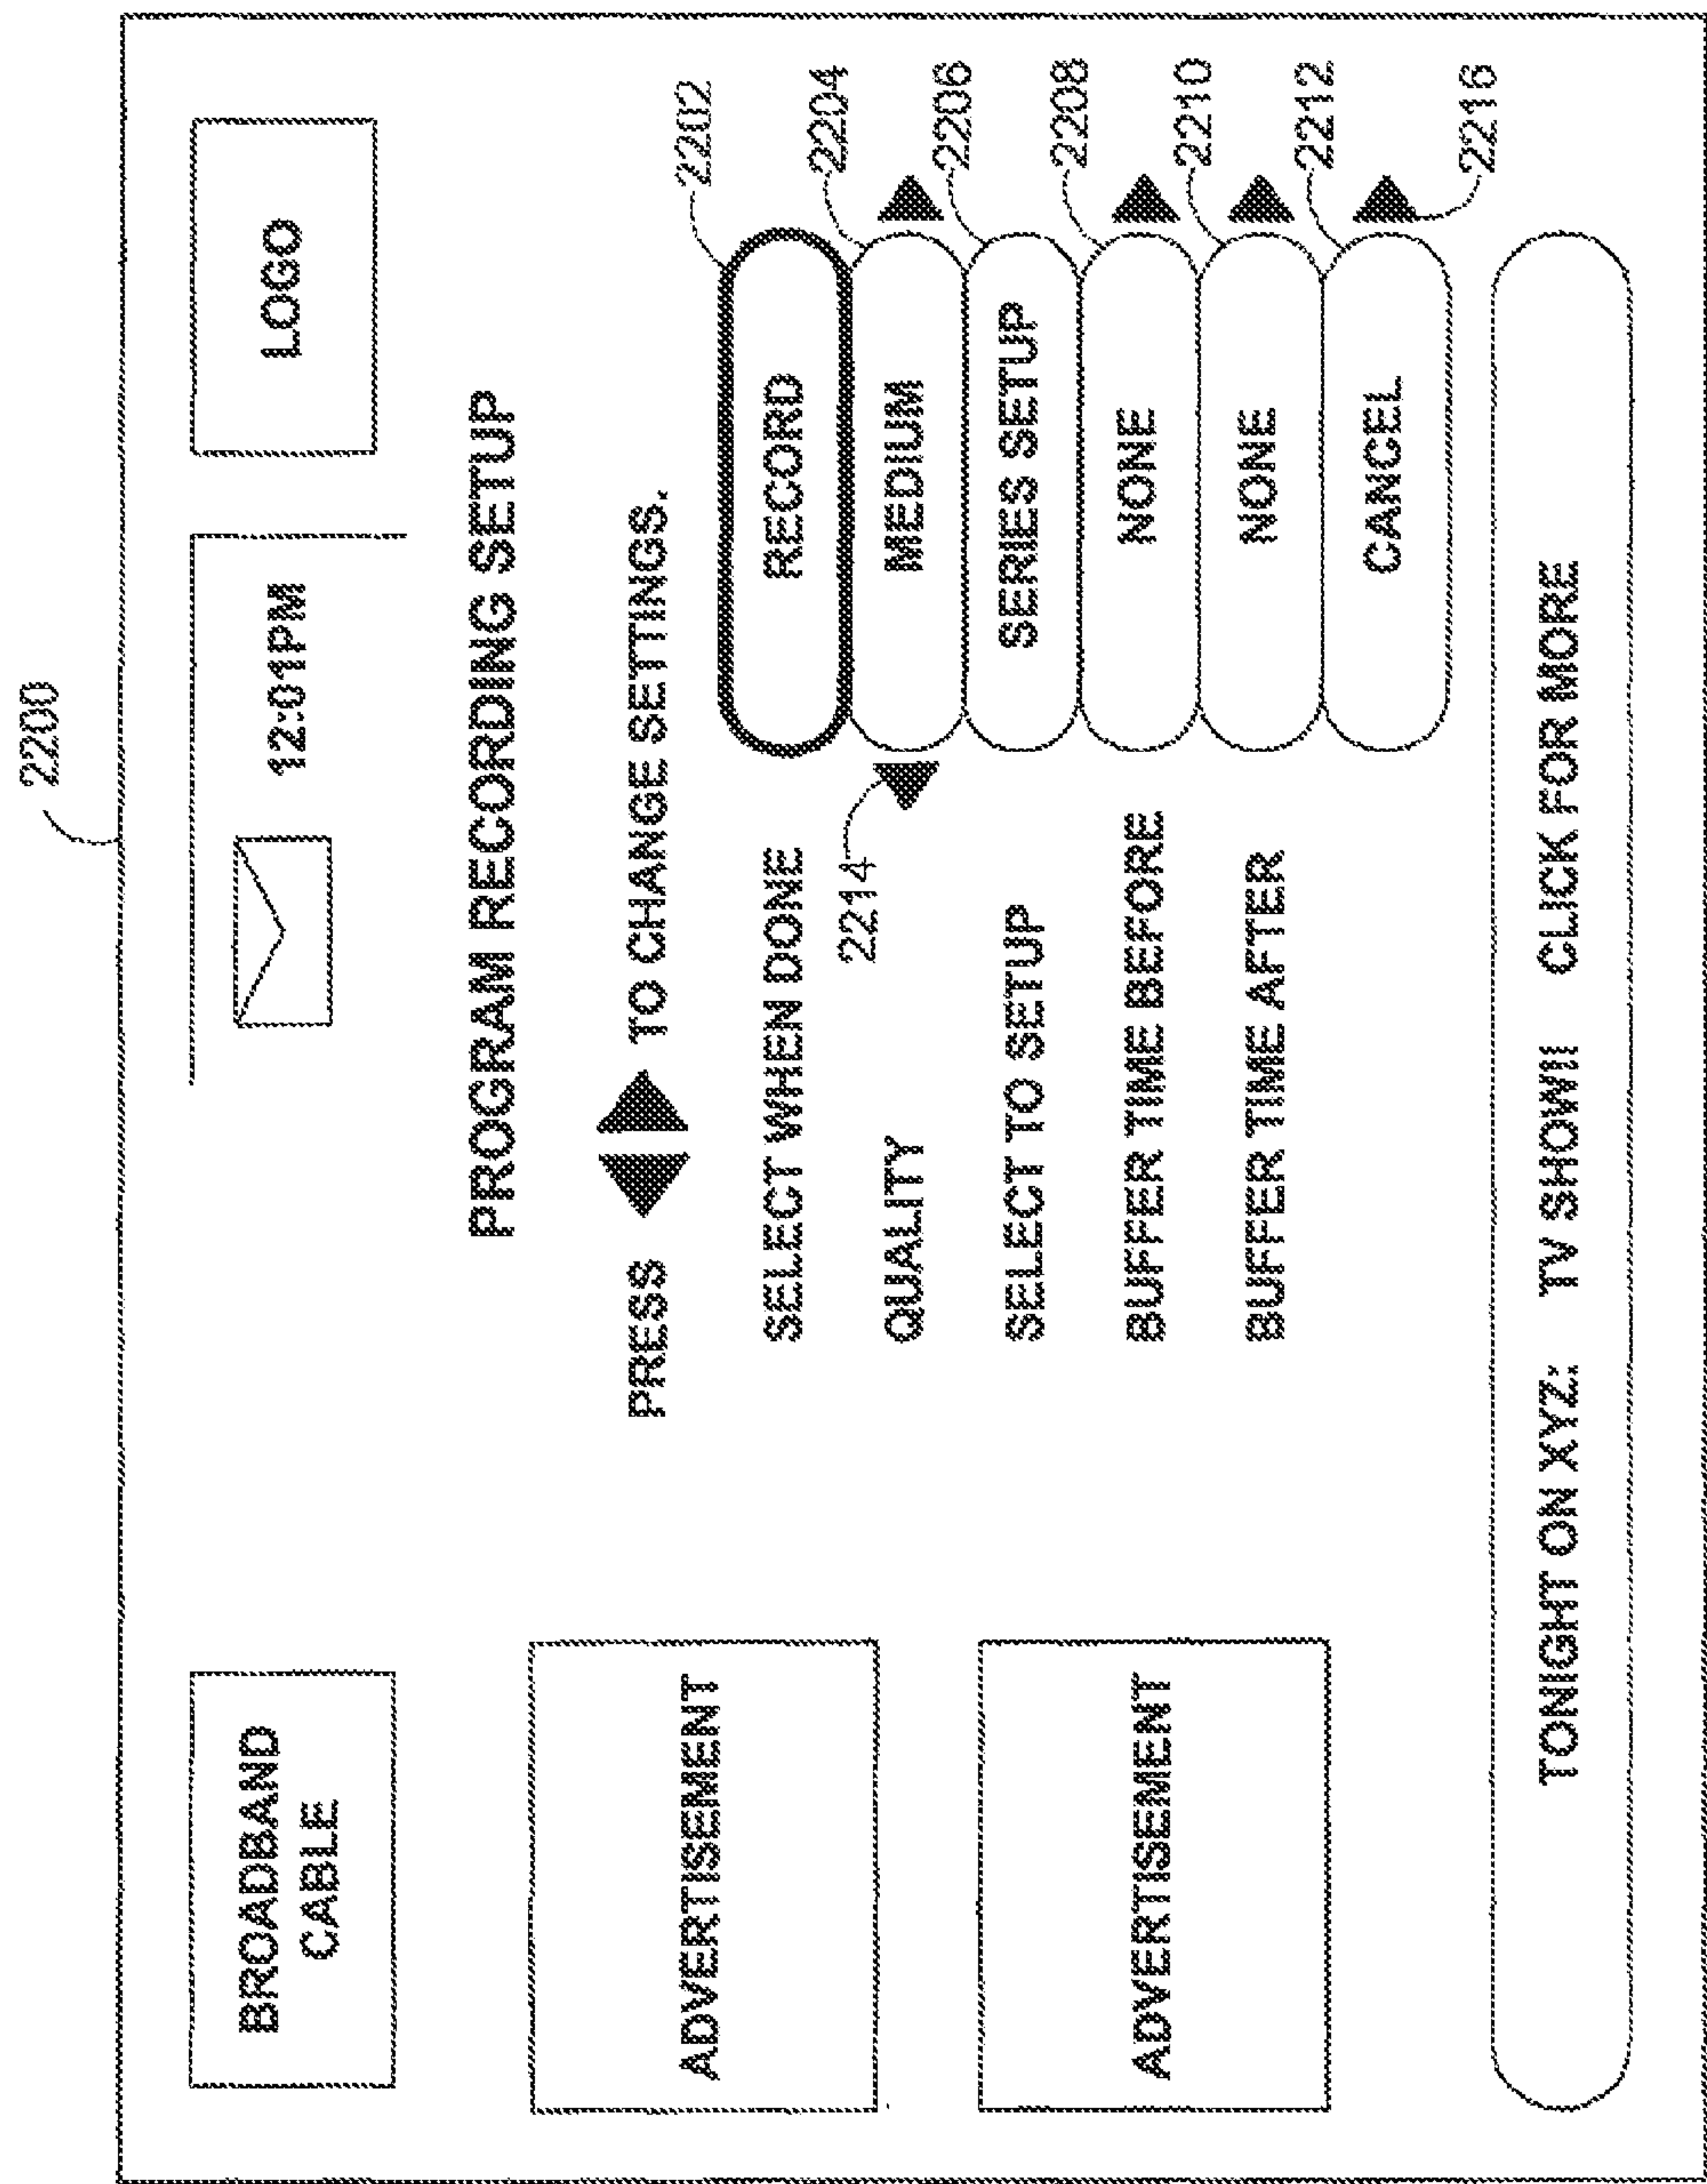 2200
BROADBAND
CABLE
12:01PM
LOGO
PROGRAM RECORDING SETUP
PRESS TO CHANGE SETTINGS.
2202
SELECT WHEN DONE RECORD
2204
2214
QUALITY MEDIUM
2206
SELECT TO SETUP SERIES SETUP
2208
BUFFER TIME BEFORE NONE
2210
BUFFER TIME AFTER NONE
2212
CANCEL
2216
ADVERTISEMENT
ADVERTISEMENT
TONIGHT ON XYZ: TV SHOW!! CLICK FOR MORE